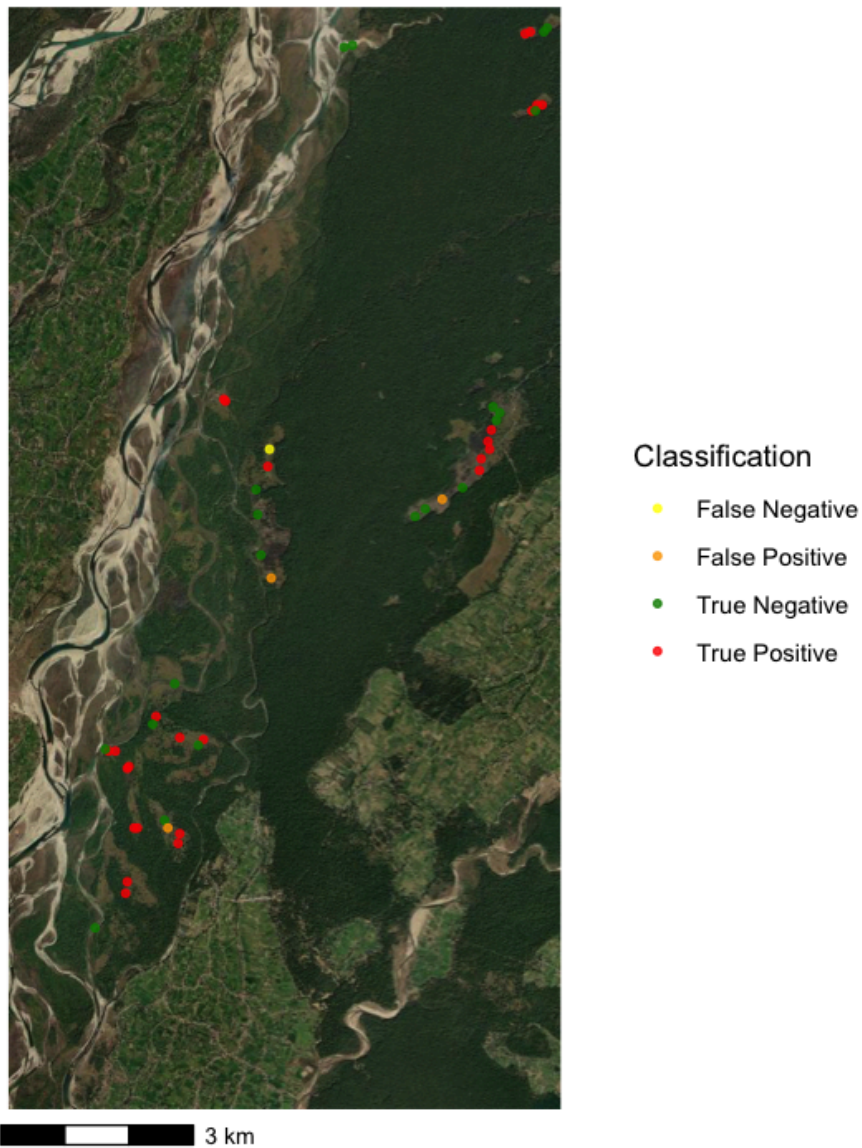 Classification
False Negative
False Positive
True Negative
True Positive
3 km